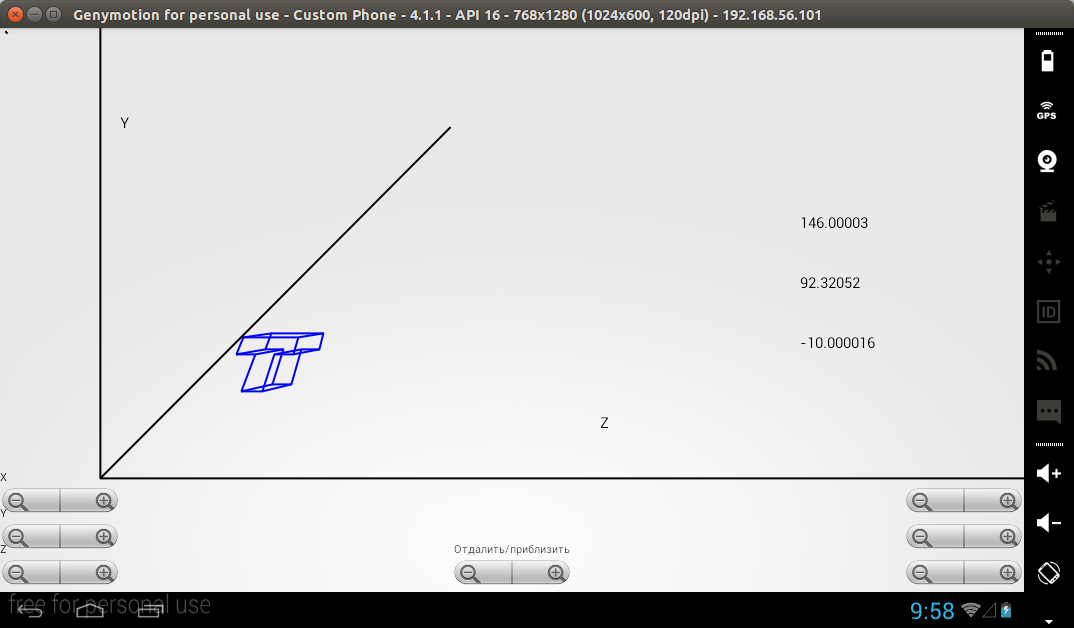 Genymotion for personal use - Custom Phone - 4.1.1 - API 16 - 768x1280 (1024x600, 120dpi) - 192.168.56.101
GPS
Y
146.00003
92.32052
ID
-10.000016
Z
X
Y
Z
Отдалить/приблизить
free for personal use
9:58